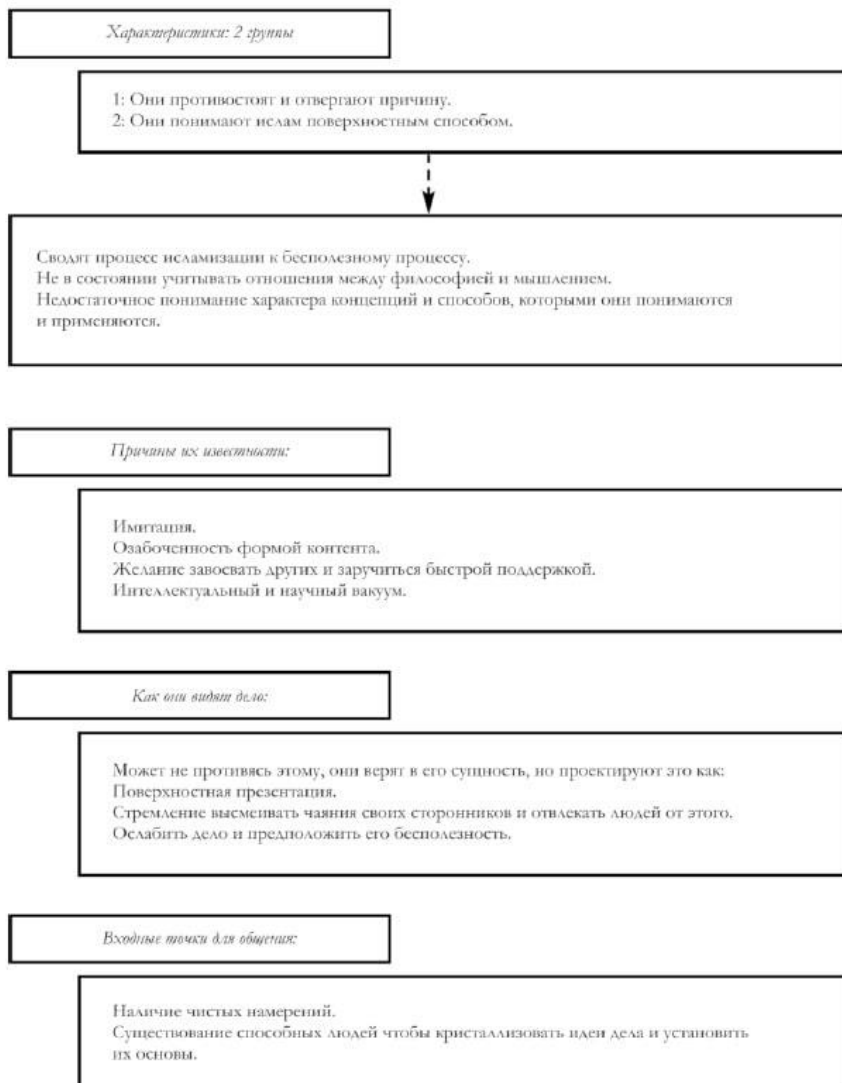 Характеристики: 2 группы
1: Они противостоят и отвергают причину.
2: Они понимают ислам поверхностным способом.
Сводят процесс исламизации к бесполезному процессу.
Не в состоянии учитывать отношения между философией и мышлением.
Недостаточное понимание характера концепций и способов, которыми они понимаются
и применяются.
Причины их известности:
Имитация.
Озабоченность формой контента.
Желание завоевать других и заручиться быстрой поддержкой.
Интеллектуальный и научный вакуум.
Как они видят дело:
Может не противясь этому, они верят в его сущность, но проектируют это как:
Поверхностная презентация.
Стремление высмеивать чаяния своих сторонников и отвлекать людей от этого.
Ослабить дело и предположить его бесполезность.
Входные точки для общения:
Наличие чистых намерений.
Существование способных людей чтобы кристаллизовать идеи дела и установить
их основы.